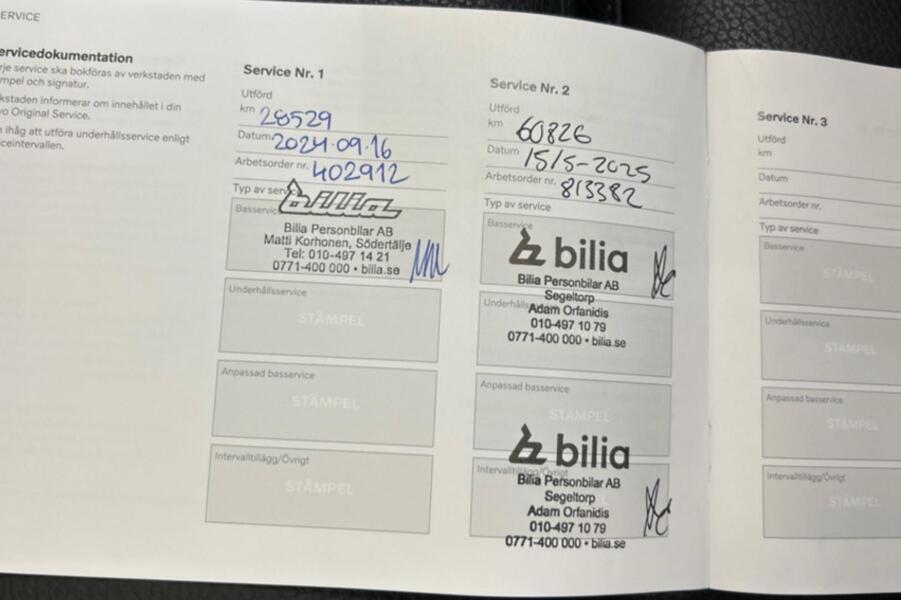 ERVICE
ervicedokumentation
rje service ska bokföras av verkstaden med
mpel och signatur.
kstaden informerar om innehållet i din
vo Original Service.
n ihåg att utföra underhållsservice enligt
iceintervallen.
Service Nr. 1
Utförd
km 28529
Datum 2024-09-16
Arbetsorder nr. 402912
Typ av service
Basservice
bilia
Bilia Personbilar AB
Matti Korhonen, Södertälje
Tel: 010-497 14 21
0771-400 000 • bilia.se
Underhållsservice
STÄMPEL
Anpassad basservice
STÄMPEL
Intervalltillägg/Övrigt
STÄMPEL
Service Nr. 2
Utförd
km 60826
Datum 15/5-2025
Arbetsorder nr. 813382
Typ av service
Basservice
bilia
Bilia Personbilar AB
Segeltorp
Underhålls
Adam Orfanidis
010-497 10 79
0771-400 000 • bilia.se
Anpassad basservice
STÄMPEL
bilia
Intervalltillägg/Övrigt
Bilia Personbilar AB
Segeltorp
Adam Orfanidis
010-497 10 79
0771-400 000 • bilia.se
Service Nr. 3
Utförd
km
Datum
Arbetsorder nr.
Typ av service
Basservice
STÄMPEL
Underhållsservice
STÄMPEL
Anpassad basservice
STÄMPEL
Intervalltillägg/Övrigt
STÄMPEL